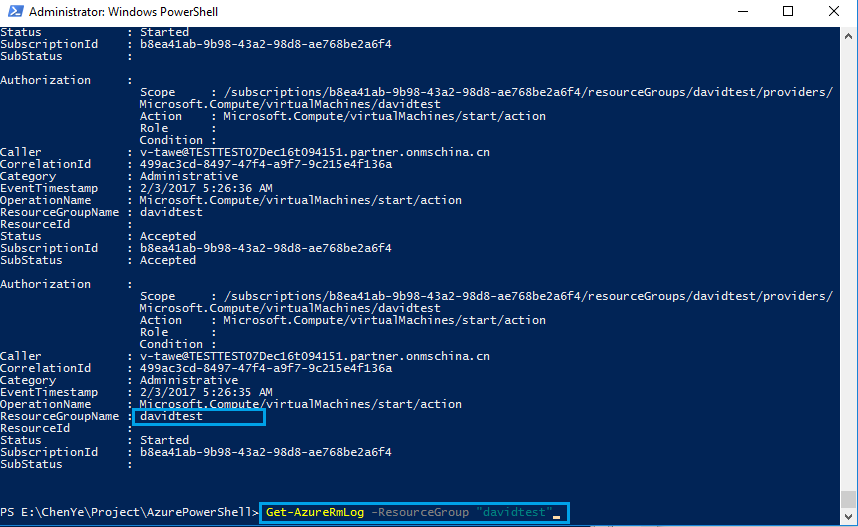 Administrator: Windows PowerShell
Status : Started
SubscriptionId : b8ea41ab-9b98-43a2-98d8-ae768be2a6f4
SubStatus :
Authorization :
Scope : /subscriptions/b8ea41ab-9b98-43a2-98d8-ae768be2a6f4/resourceGroups/davidtest/providers/
Microsoft.Compute/virtualMachines/davidtest
Action : Microsoft.Compute/virtualMachines/start/action
Role :
Condition :
Caller : v-tawe@TESTTEST07Dec16t094151.partner.onmschina.cn
CorrelationId : 499ac3cd-8497-47f4-a9f7-9c215e4f136a
Category : Administrative
EventTimestamp : 2/3/2017 5:26:36 AM
OperationName : Microsoft.Compute/virtualMachines/start/action
ResourceGroupName : davidtest
ResourceId :
Status : Accepted
SubscriptionId : b8ea41ab-9b98-43a2-98d8-ae768be2a6f4
SubStatus : Accepted
Authorization :
Scope : /subscriptions/b8ea41ab-9b98-43a2-98d8-ae768be2a6f4/resourceGroups/davidtest/providers/
Microsoft.Compute/virtualMachines/davidtest
Action : Microsoft.Compute/virtualMachines/start/action
Role :
Condition :
Caller : v-tawe@TESTTEST07Dec16t094151.partner.onmschina.cn
CorrelationId : 499ac3cd-8497-47f4-a9f7-9c215e4f136a
Category : Administrative
EventTimestamp : 2/3/2017 5:26:35 AM
OperationName : Microsoft.Compute/virtualMachines/start/action
ResourceGroupName : davidtest
ResourceId :
Status : Started
SubscriptionId : b8ea41ab-9b98-43a2-98d8-ae768be2a6f4
SubStatus :
PS E:\ChenYe\Project\AzurePowerShell> Get-AzureRmLog -ResourceGroup "davidtest"_